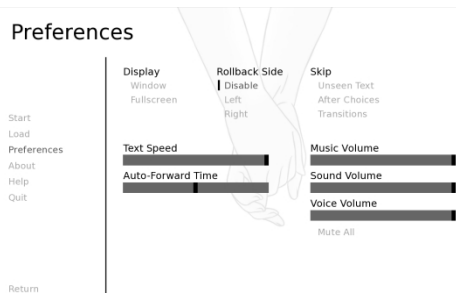 Preferences
Start
Load
Preferences
About
Help
Quit
Return
Display
Window
Fullscreen
Rollback Side
Disable
Left
Right
Skip
Unseen Text
After Choices
Transitions
Text Speed
Auto-Forward Time
Music Volume
Sound Volume
Voice Volume
Mute All